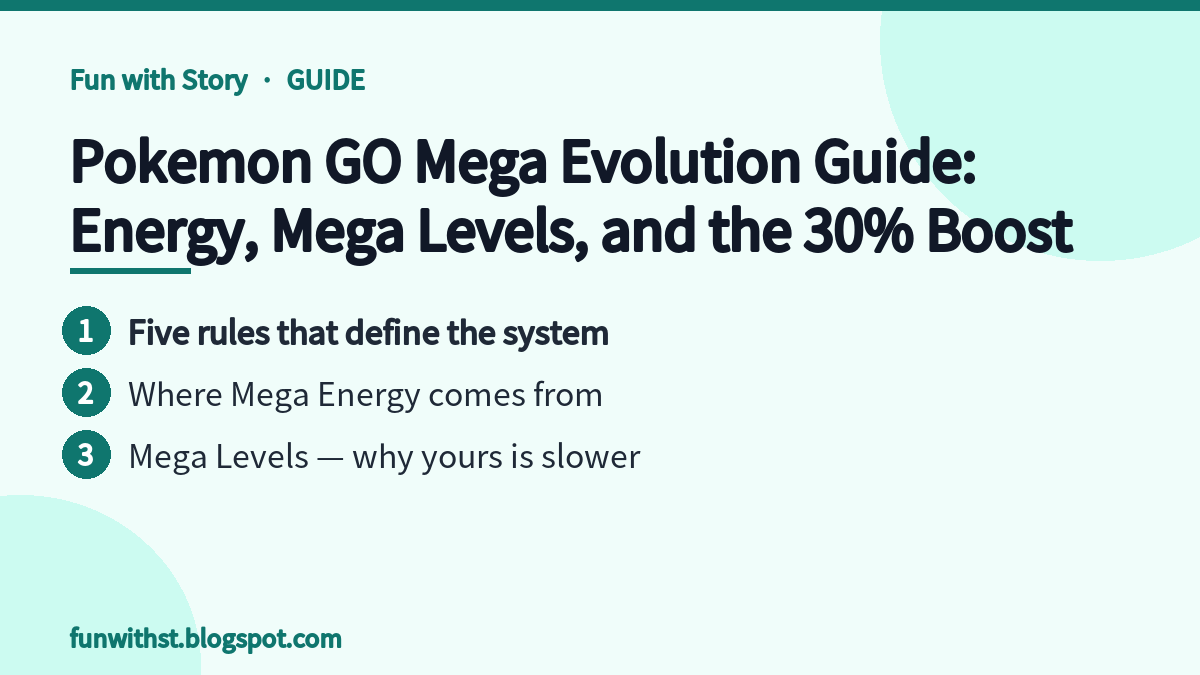 Fun with Story · GUIDE
Pokemon GO Mega Evolution Guide:
Energy, Mega Levels, and the 30% Boost
1 Five rules that define the system
2 Where Mega Energy comes from
3 Mega Levels — why yours is slower
funwithst.blogspot.com